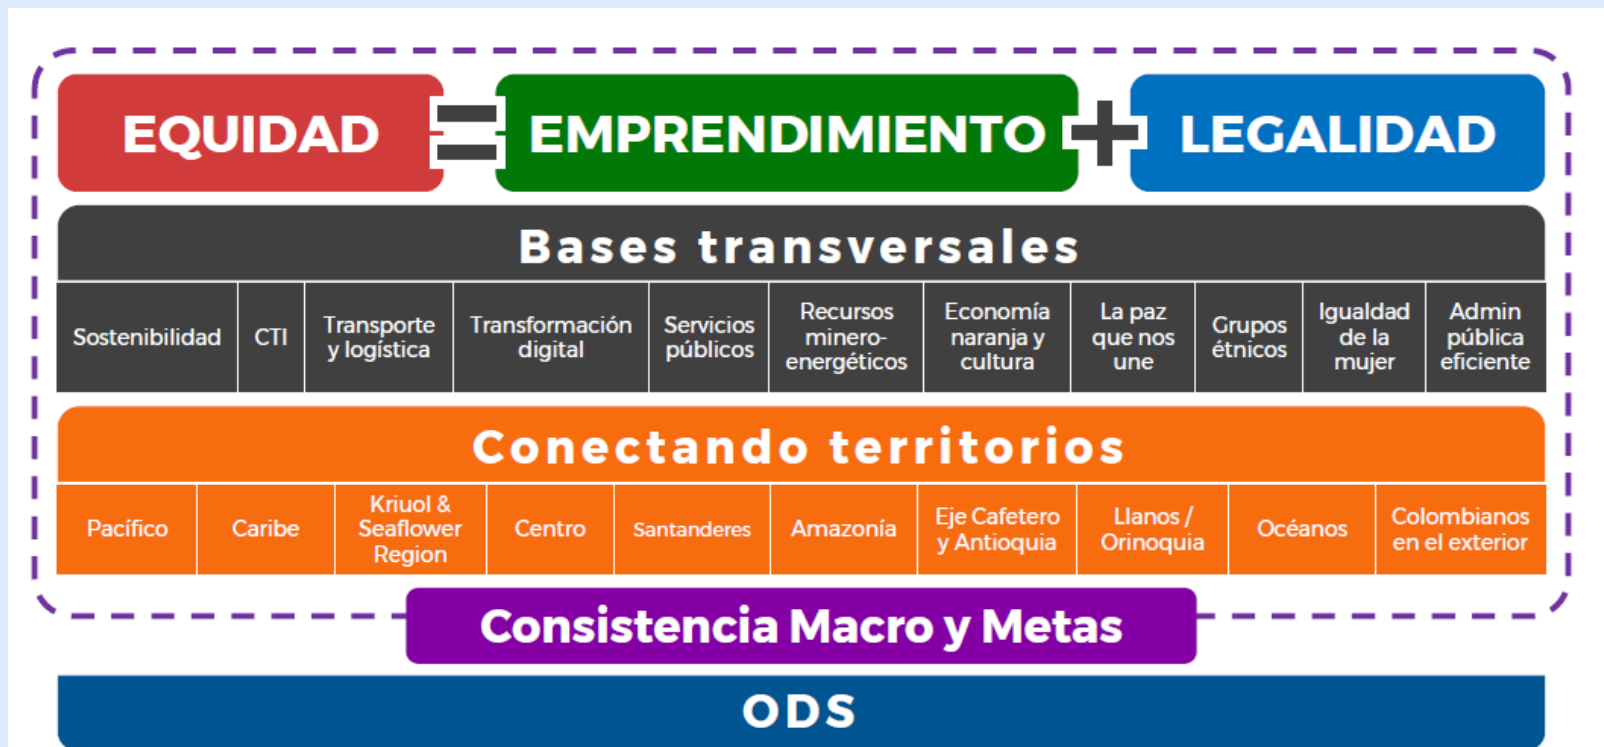 EQUIDAD = EMPRENDIMIENTO + LEGALIDAD
Bases transversales
Sostenibilidad
CTI
Transporte
y logística
Transformación
digital
Servicios
públicos
Recursos
minero-
energéticos
Economía
naranja y
cultura
La paz
que nos
une
Grupos
étnicos
Igualdad
de la
mujer
Admin
pública
eficiente
Conectando territorios
Pacífico
Caribe
Kriuol &
Seaflower
Region
Centro
Santanderes
Amazonía
Eje Cafetero
y Antioquia
Llanos /
Orinoquia
Océanos
Colombianos
en el exterior
Consistencia Macro y Metas
ODS